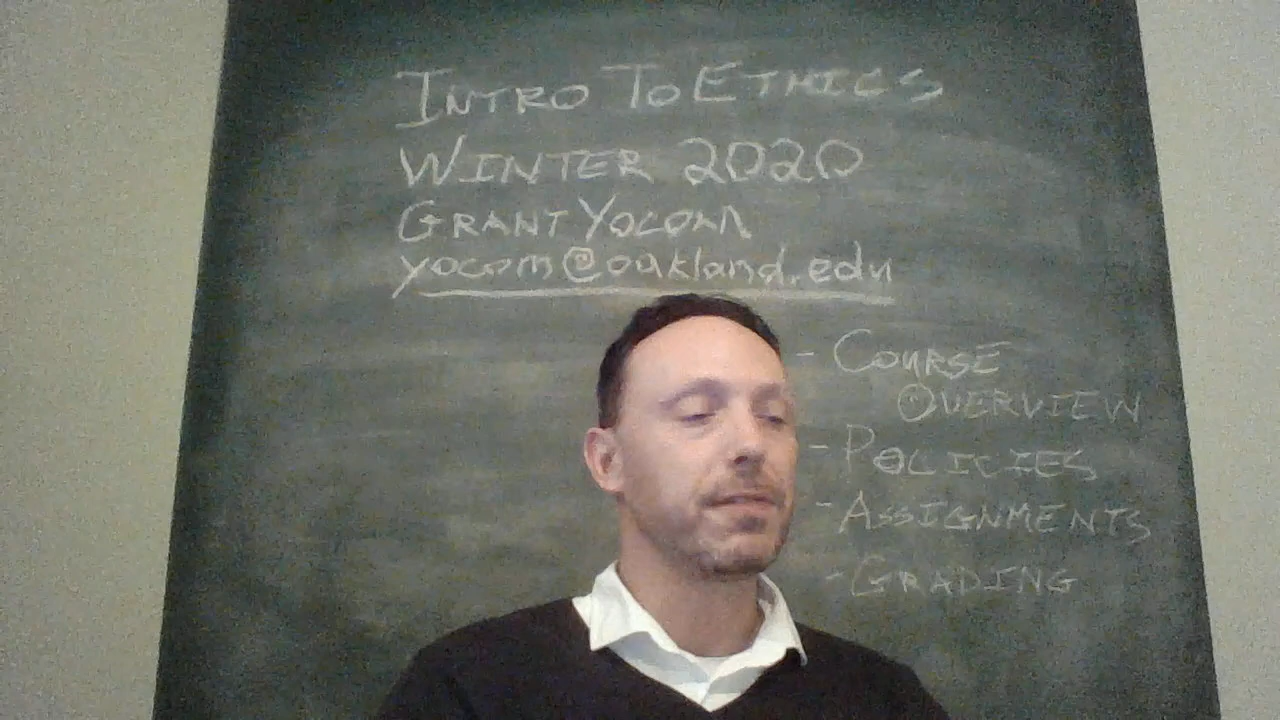 INTRO TO ETHICS
WINTER 2020
GRANT YOCOM
yocom@oakland.edu
- COURSE
OVERVIEW
- POLICIES
- ASSIGNMENTS
- GRADING